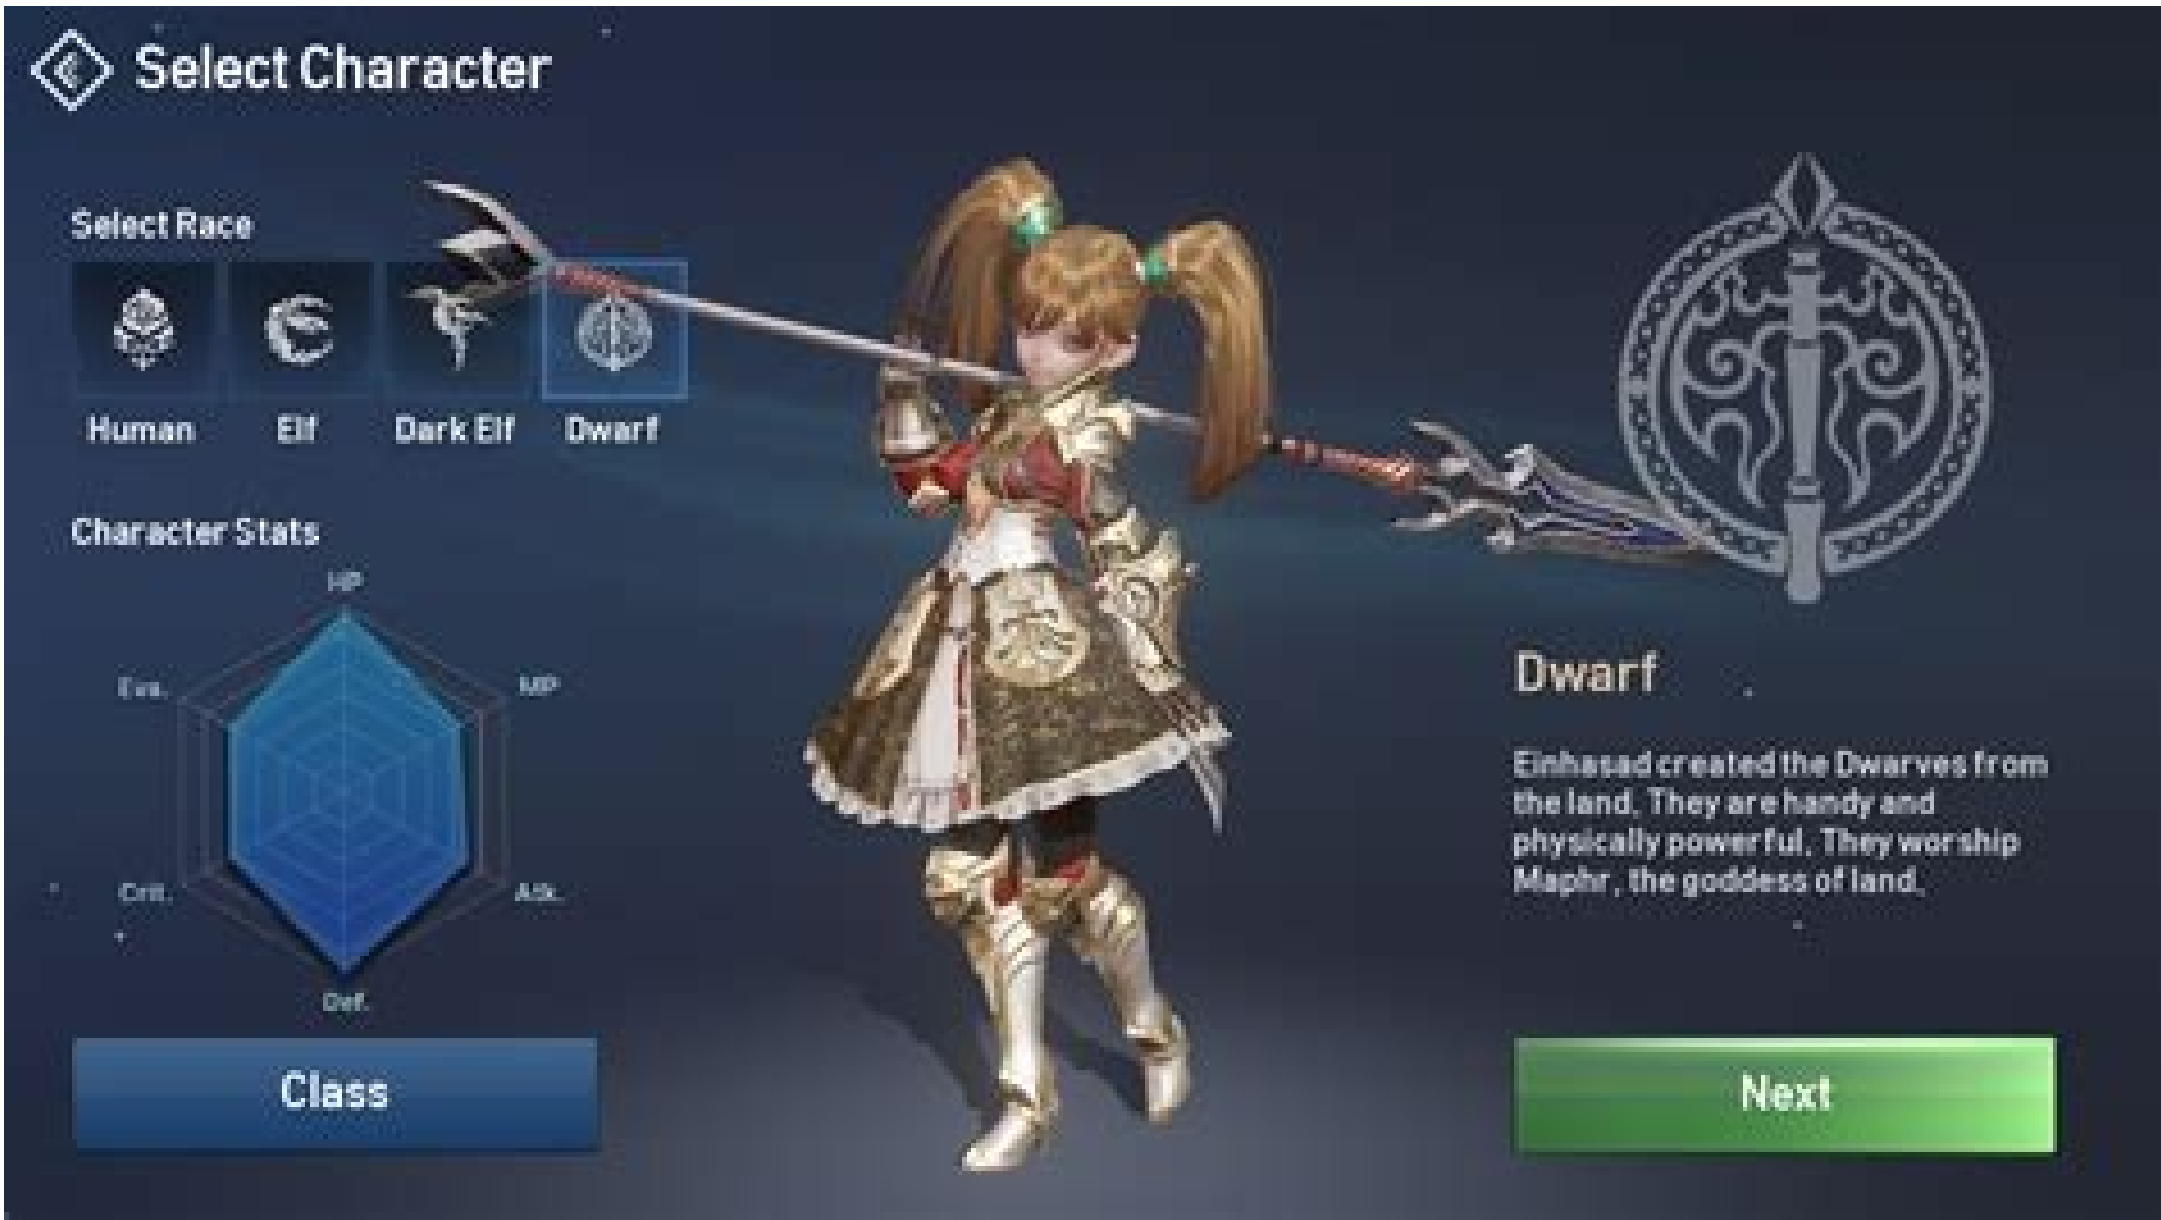 Select Character
Select Race
Human
Elf
Dark Elf
Dwarf
Character Stats
HP
Eva.
MP
Crit.
Atk.
Def.
Class
Dwarf
Einhasad created the Dwarves from
the land. They are handy and
physically powerful. They worship
Maphr, the goddess of land.
Next